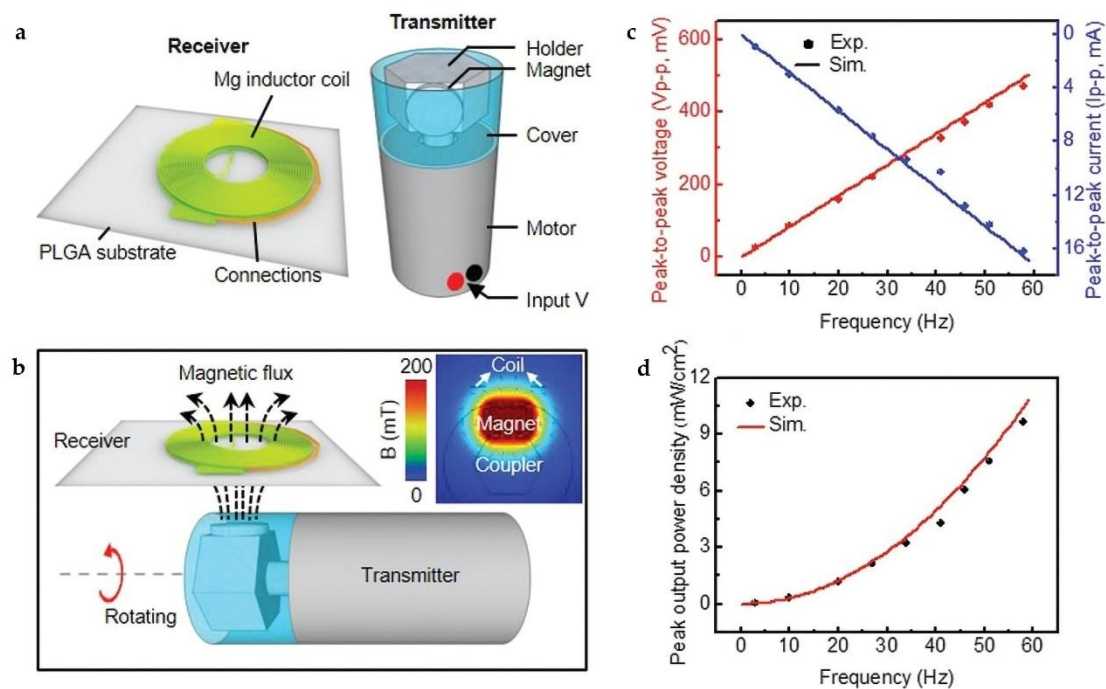 a
Receiver
Mg inductor coil
PLGA substrate
Connections
Transmitter
Holder
Magnet
Cover
Motor
Input V
b
Magnetic flux
Receiver
Rotating
Transmitter
200
B (mT)
0
Coil
Magnet
Coupler
c
Peak-to-peak voltage (Vp-p, mV)
600
400
200
0
Exp.
Sim.
0
4
8
12
16
Peak-to-peak current (Ip-p, mA)
0 10 20 30 40 50 60
Frequency (Hz)
d
Peak output power density (mW/cm²)
12
9
6
3
0
Exp.
Sim.
0 10 20 30 40 50 60
Frequency (Hz)